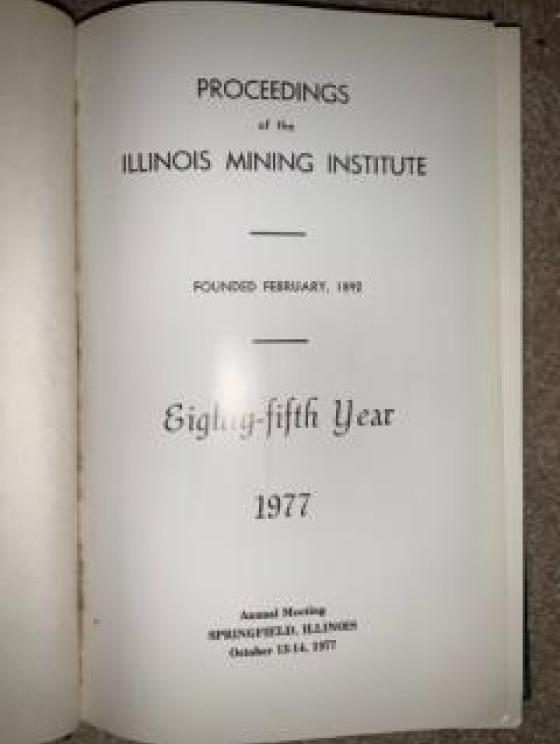 PROCEEDINGS
of the
ILLINOIS MINING INSTITUTE
FOUNDED FEBRUARY, 1892
Eighty-fifth Year
1977
Annual Meeting
SPRINGFIELD, ILLINOIS
October 13-14, 1977